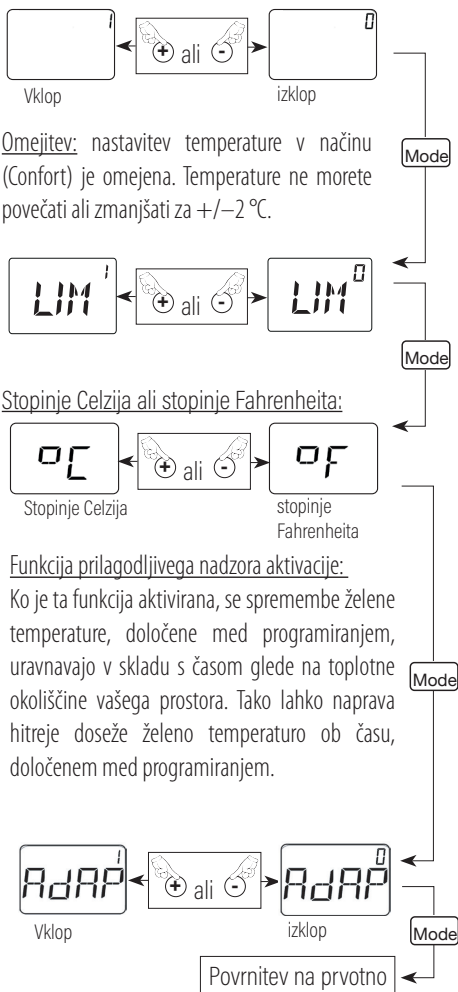 1
0
+ ali -
Vklop
izklop
Mode
Omejitev: nastavitev temperature v načinu
(Confort) je omejena. Temperature ne morete
povečati ali zmanjšati za +/−2 °C.
LIM 1
+ ali -
LIM 0
Mode
Stopinje Celzija ali stopinje Fahrenheita:
°C
+ ali -
°F
Stopinje Celzija
stopinje
Fahrenheita
Funkcija prilagodljivega nadzora aktivacije:
Ko je ta funkcija aktivirana, se spremembe želene
temperature, določene med programiranjem,
uravnavajo v skladu s časom glede na toplotne
okoliščine vašega prostora. Tako lahko naprava
hitreje doseže želeno temperaturo ob času,
določenem med programiranjem.
Mode
AdAP 1
+ ali -
AdAP 0
Vklop
izklop
Mode
Povrnitev na prvotno